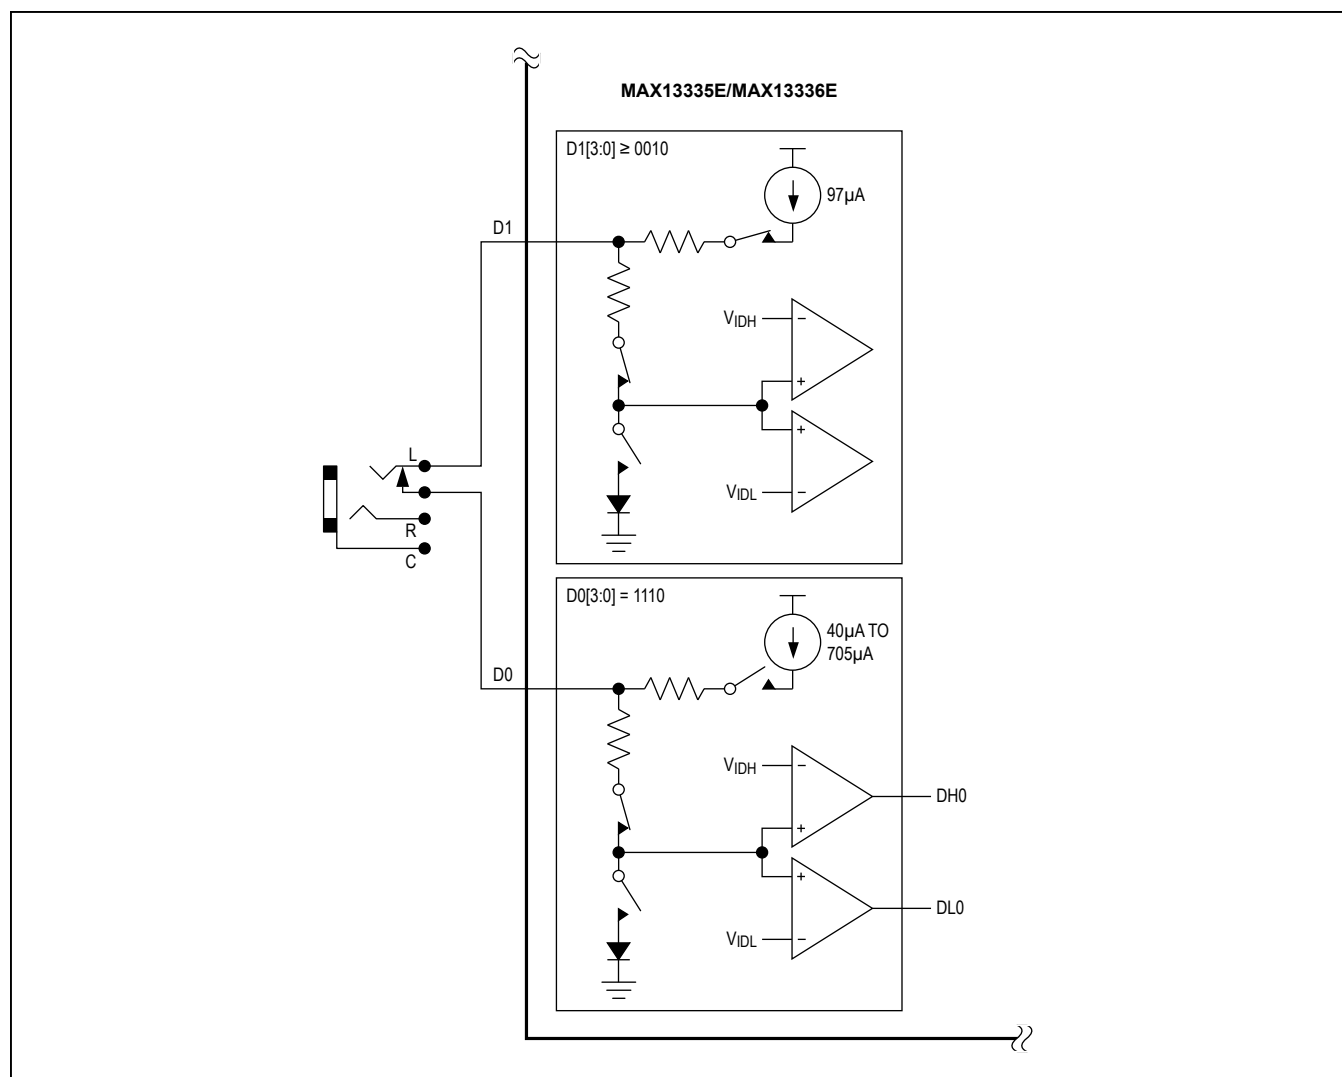 MAX13335E/MAX13336E
D1[3:0] ≥ 0010
97µA
D1
VIDH
−
+
+
VIDL
−
L
R
C
D0[3:0] = 1110
40µA TO
705µA
D0
VIDH
−
DH0
+
+
DL0
VIDL
−